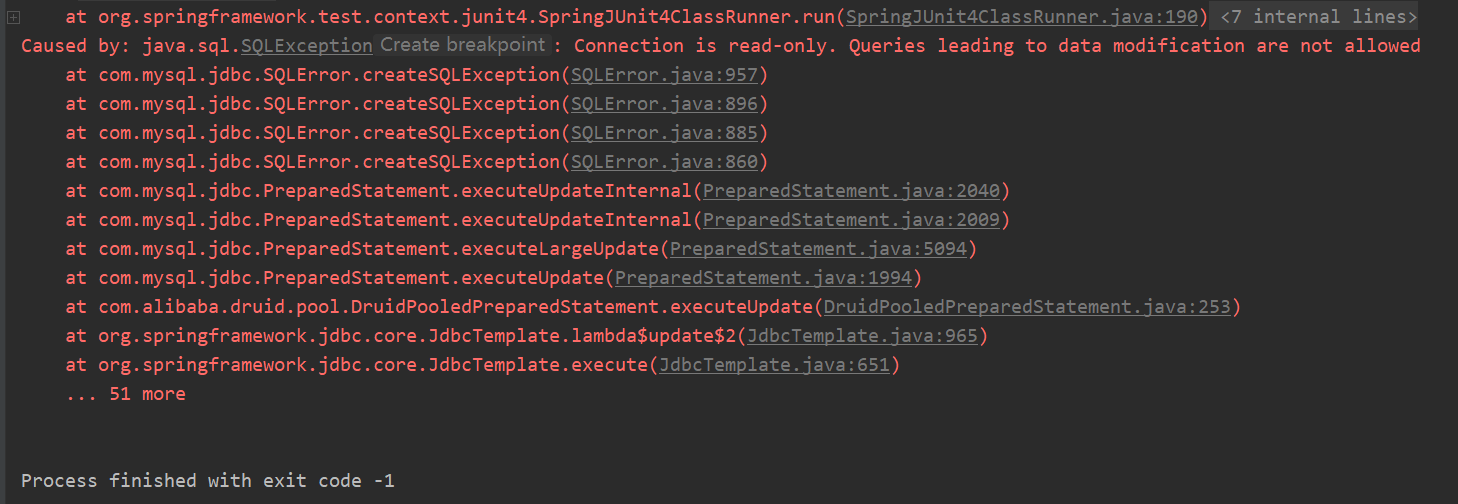 at org.springframework.test.context.junit4.SpringJUnit4ClassRunner.run(SpringJUnit4ClassRunner.java:190) <7 internal lines>
Caused by: java.sql.SQLException Create breakpoint : Connection is read-only. Queries leading to data modification are not allowed
at com.mysql.jdbc.SQLError.createSQLException(SQLError.java:957)
at com.mysql.jdbc.SQLError.createSQLException(SQLError.java:896)
at com.mysql.jdbc.SQLError.createSQLException(SQLError.java:885)
at com.mysql.jdbc.SQLError.createSQLException(SQLError.java:860)
at com.mysql.jdbc.PreparedStatement.executeUpdateInternal(PreparedStatement.java:2040)
at com.mysql.jdbc.PreparedStatement.executeUpdateInternal(PreparedStatement.java:2009)
at com.mysql.jdbc.PreparedStatement.executeLargeUpdate(PreparedStatement.java:5094)
at com.mysql.jdbc.PreparedStatement.executeUpdate(PreparedStatement.java:1994)
at com.alibaba.druid.pool.DruidPooledPreparedStatement.executeUpdate(DruidPooledPreparedStatement.java:253)
at org.springframework.jdbc.core.JdbcTemplate.lambda$update$2(JdbcTemplate.java:965)
at org.springframework.jdbc.core.JdbcTemplate.execute(JdbcTemplate.java:651)
... 51 more
Process finished with exit code -1